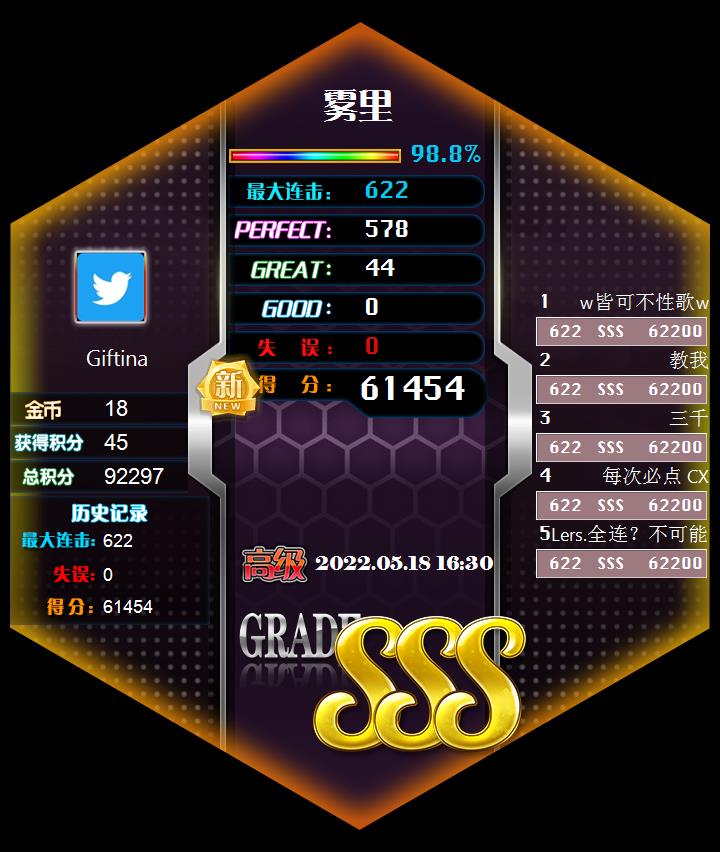 雾里
98.8%
最大连击： 622
PERFECT: 578
GREAT: 44
GOOD: 0
失 误： 0
新
NEW
得 分： 61454
高级 2022.05.18 16:30
GRADE
SSS
Giftina
金币 18
获得积分 45
总积分 92297
历史记录
最大连击: 622
失误: 0
得分: 61454
1 w皆可不性歌w
622 SSS 62200
2 教我
622 SSS 62200
3 三千
622 SSS 62200
4 每次必点 CX
622 SSS 62200
5 Lers.全连？不可能
622 SSS 62200